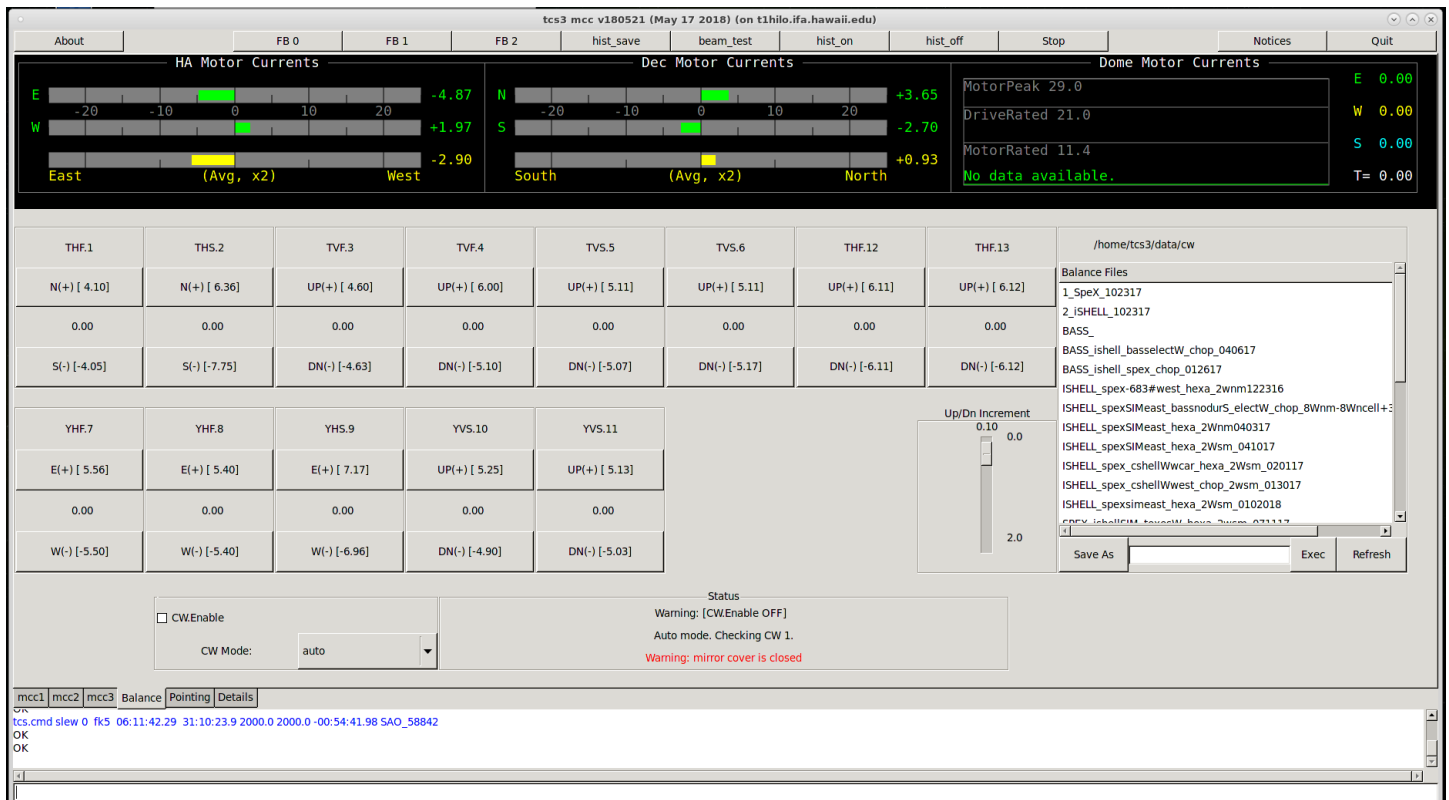 tcs3 mcc v180521 (May 17 2018) (on t1hilo.ifa.hawaii.edu)
About FB 0 FB 1 FB 2 hist_save beam_test hist_on hist_off Stop Notices Quit
HA Motor Currents Dec Motor Currents Dome Motor Currents
E -4.87 N +3.65 MotorPeak 29.0 E 0.00
-20 -10 0 10 20 -20 -10 0 10 20
W +1.97 S -2.70 DriveRated 21.0 W 0.00
-2.90 +0.93 MotorRated 11.4 S 0.00
East (Avg, x2) West South (Avg, x2) North No data available. T= 0.00
THF.1 THS.2 TVF.3 TVF.4 TVS.5 TVS.6 THF.12 THF.13
N(+) [ 4.10] N(+) [ 6.36] UP(+) [ 4.60] UP(+) [ 6.00] UP(+) [ 5.11] UP(+) [ 5.11] UP(+) [ 6.11] UP(+) [ 6.12]
0.00 0.00 0.00 0.00 0.00 0.00 0.00 0.00
S(-) [-4.05] S(-) [-7.75] DN(-) [-4.63] DN(-) [-5.10] DN(-) [-5.07] DN(-) [-5.17] DN(-) [-6.11] DN(-) [-6.12]
/home/tcs3/data/cw
Balance Files
1_SpeX_102317
2_iSHELL_102317
BASS_
BASS_ishell_basselectW_chop_040617
BASS_ishell_spex_chop_012617
ISHELL_spex-683#west_hexa_2wnm122316
ISHELL_spexSIMeast_bassnodurS_electW_chop_8Wnm-8Wncell+3
ISHELL_spexSIMeast_hexa_2Wnm040317
ISHELL_spexSIMeast_hexa_2Wsm_041017
ISHELL_spex_cshellWwcar_hexa_2Wsm_020117
ISHELL_spex_cshellWwest_chop_2wsm_013017
ISHELL_spexsimeast_hexa_2Wsm_0102018
SPEX_ishellSIM_texesW_hexa_2wsm_071117
Save As Exec Refresh
YHF.7 YHF.8 YHS.9 YVS.10 YVS.11
E(+) [ 5.56] E(+) [ 5.40] E(+) [ 7.17] UP(+) [ 5.25] UP(+) [ 5.13]
0.00 0.00 0.00 0.00 0.00
W(-) [-5.50] W(-) [-5.40] W(-) [-6.96] DN(-) [-4.90] DN(-) [-5.03]
Up/Dn Increment
0.10
0.0
2.0
CW.Enable
CW Mode: auto
Status
Warning: [CW.Enable OFF]
Auto mode. Checking CW 1.
Warning: mirror cover is closed
mcc1 mcc2 mcc3 Balance Pointing Details
OK
tcs.cmd slew 0 fk5 06:11:42.29 31:10:23.9 2000.0 2000.0 -00:54:41.98 SAO_58842
OK
OK